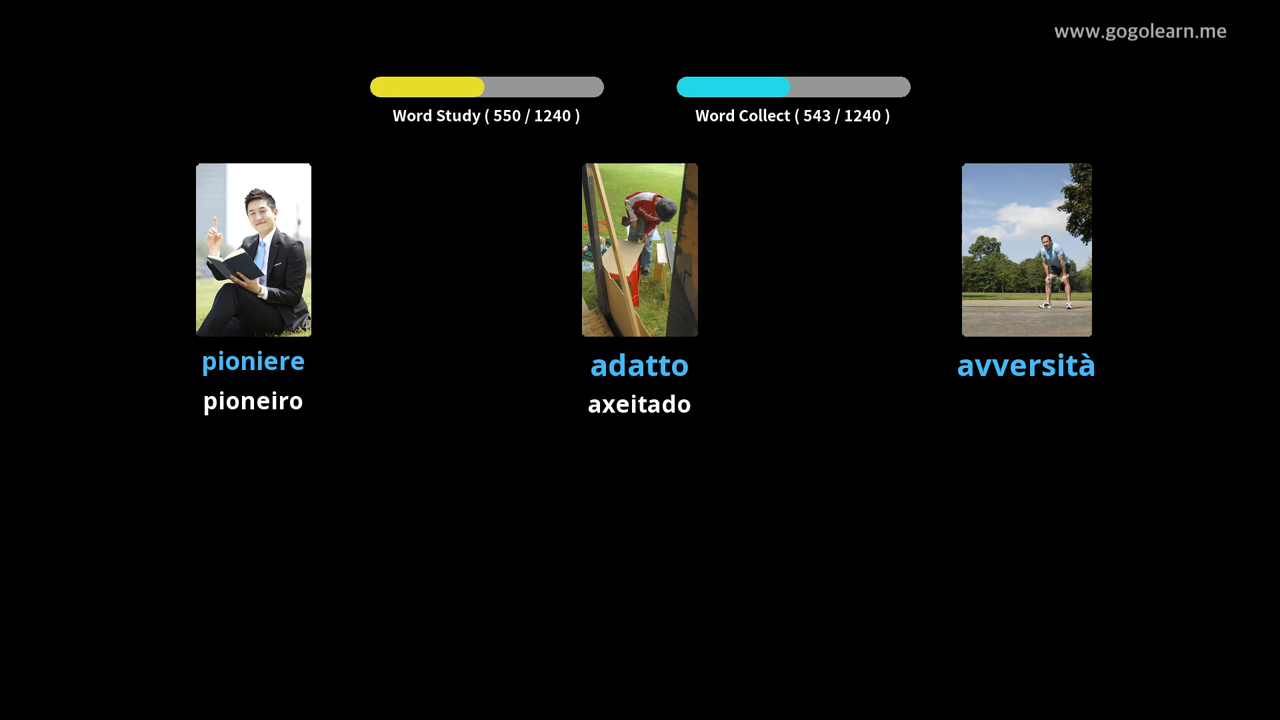 www.gogolearn.me
Word Study ( 550 / 1240 )
Word Collect ( 543 / 1240 )
pioniere
pioneiro
adatto
axeitado
avversità